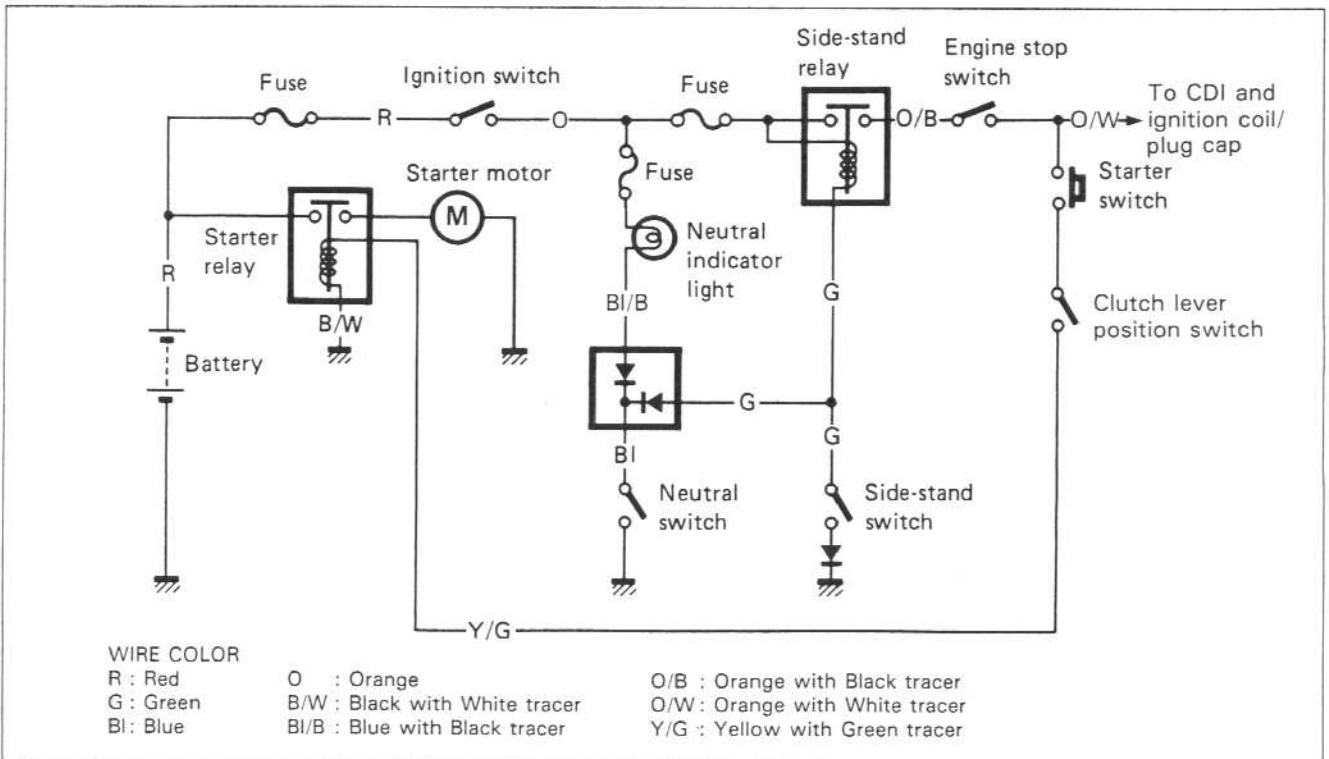 Side-stand
relay
Engine stop
switch
Fuse
Ignition switch
Fuse
R
O
O/B
O/W
To CDI and
ignition coil/
plug cap
Fuse
Starter motor
M
Starter
switch
Starter
relay
Neutral
indicator
light
R
B/W
Bl/B
G
Clutch lever
position switch
Battery
G
G
Bl
Neutral
switch
Side-stand
switch
Y/G
WIRE COLOR
R : Red
G : Green
Bl : Blue
O : Orange
B/W : Black with White tracer
Bl/B : Blue with Black tracer
O/B : Orange with Black tracer
O/W : Orange with White tracer
Y/G : Yellow with Green tracer